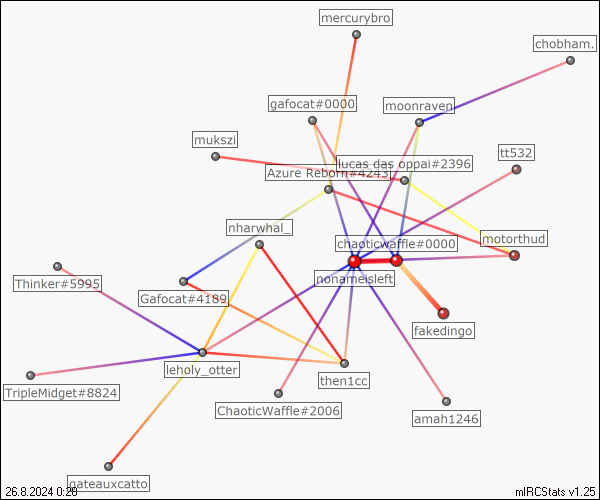 mercurybro
chobham.
gafocat#0000
moonraven
mukszi
tt532
lucas das oppai#2396
Azure Reborn#4243
nharwhal_
chaoticwaffle#0000
motorthud
Thinker#5995
nonameisleft
Gafocat#4189
fakedingo
leholy_otter
then1cc
TripleMidget#8824
ChaoticWaffle#2006
amah1246
gateauxcatto
26.8.2024 0:28
mIRCStats v1.25